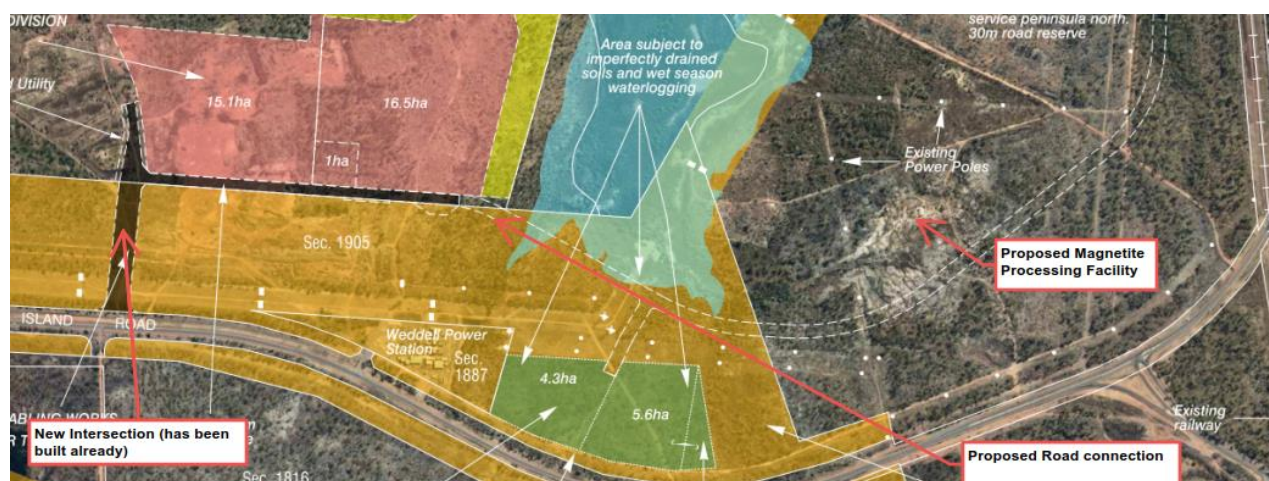 DIVISION
Utility
15.1ha
16.5ha
1ha
Area subject to
imperfectly drained
soils and wet season
waterlogging
service peninsula north.
30m road reserve
Existing
Power Poles
Sec. 1905
Proposed Magnetite
Processing Facility
ISLAND ROAD
Weddell Power
Station
Sec.
1887
4.3ha
5.6ha
New Intersection (has been
built already)
WORKS
Existing
railway
Proposed Road connection
Sec. 1816